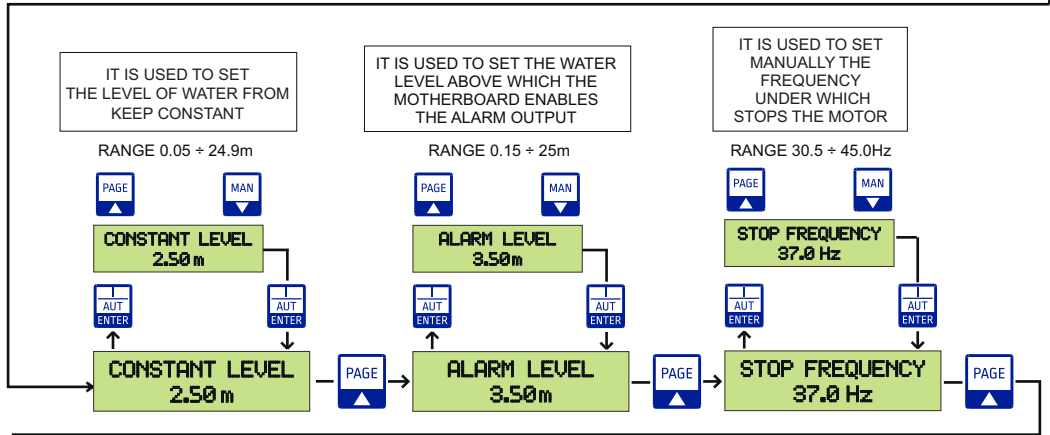 IT IS USED TO SET
THE LEVEL OF WATER FROM
KEEP CONSTANT
RANGE 0.05 ÷ 24.9m
PAGE
MAN
CONSTANT LEVEL
2.50 m
AUT
ENTER
AUT
ENTER
CONSTANT LEVEL
2.50 m
PAGE
IT IS USED TO SET THE WATER
LEVEL ABOVE WHICH THE
MOTHERBOARD ENABLES
THE ALARM OUTPUT
RANGE 0.15 ÷ 25m
PAGE
MAN
ALARM LEVEL
3.50m
AUT
ENTER
AUT
ENTER
ALARM LEVEL
3.50m
PAGE
IT IS USED TO SET
MANUALLY THE
FREQUENCY
UNDER WHICH
STOPS THE MOTOR
RANGE 30.5 ÷ 45.0Hz
PAGE
MAN
STOP FREQUENCY
37.0 Hz
AUT
ENTER
AUT
ENTER
STOP FREQUENCY
37.0 Hz
PAGE